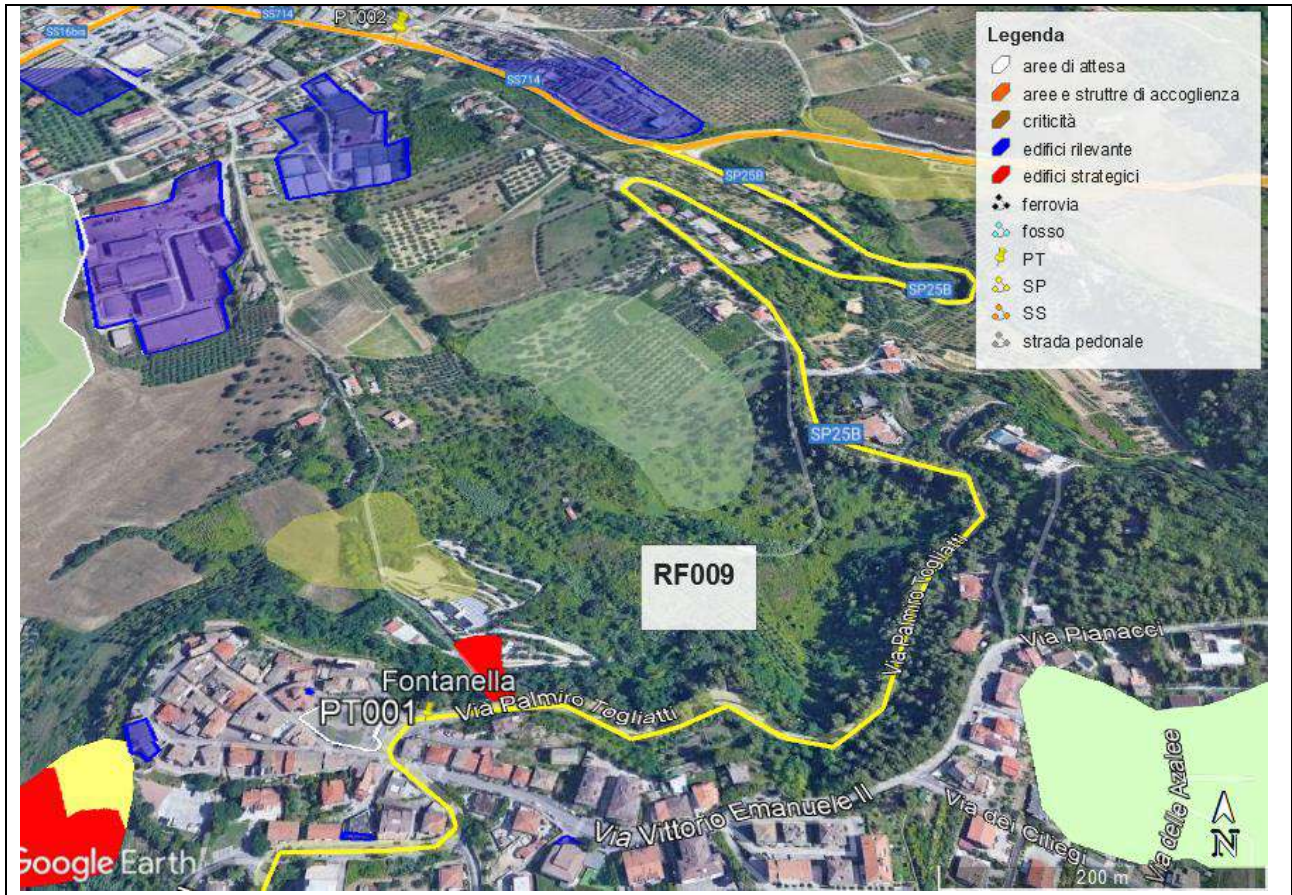 SS714
PT002
SS16bis
SS714
SP25B
SP25B
SP25B
Legenda
aree di attesa
aree e struttre di accoglienza
criticità
edifici rilevante
edifici strategici
ferrovia
fosso
PT
SP
SS
strada pedonale
RF009
Via Palmiro Togliatti
Via Pianacci
Fontanella
PT001
Via Palmiro Togliatti
Via Vittorio Emanuele II
Via dei Ciliegi
Via delle Azalee
N
Google Earth
200 m